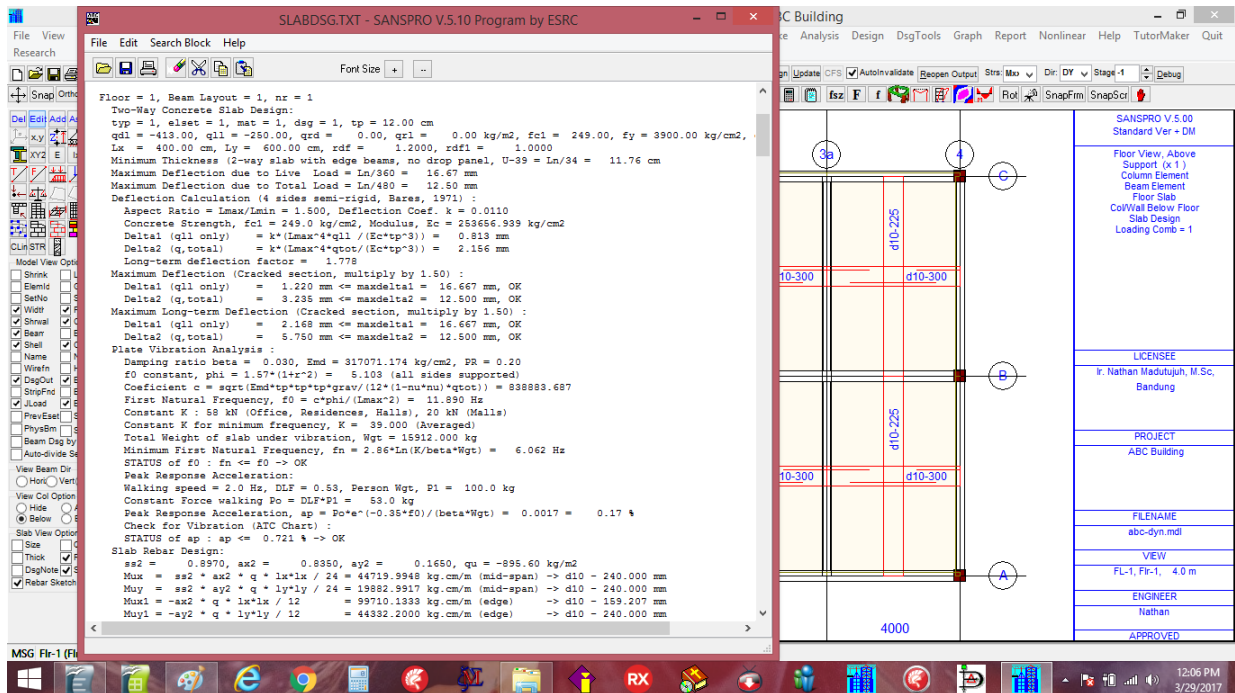 SLABDSG.TXT - SANSPRO V.5.10 Program by ESRC
File Edit Search Block Help
Font Size + --
Floor = 1, Beam Layout = 1, nr = 1
Two-Way Concrete Slab Design:
typ = 1, elset = 1, mat = 1, dsg = 1, tp = 12.00 cm
qdl = -413.00, qll = -250.00, qrd = 0.00, qrl = 0.00 kg/m2, fc1 = 249.00, fy = 3900.00 kg/cm2,
Lx = 400.00 cm, Ly = 600.00 cm, rdf = 1.2000, rdf1 = 1.0000
Minimum Thickness (2-way slab with edge beams, no drop panel, U-39 = Ln/34 = 11.76 cm
Maximum Deflection due to Live Load = Ln/360 = 16.67 mm
Maximum Deflection due to Total Load = Ln/480 = 12.50 mm
Deflection Calculation (4 sides semi-rigid, Bares, 1971) :
Aspect Ratio = Lmax/Lmin = 1.500, Deflection Coef. k = 0.0110
Concrete Strength, fc1 = 249.0 kg/cm2, Modulus, Ec = 253656.939 kg/cm2
Delta1 (qll only) = k*(Lmax^4*qll /(Ec*tp^3)) = 0.813 mm
Delta2 (q,total) = k*(Lmax^4*qtot/(Ec*tp^3)) = 2.156 mm
Long-term deflection factor = 1.778
Maximum Deflection (Cracked section, multiply by 1.50) :
Delta1 (qll only) = 1.220 mm <= maxdelta1 = 16.667 mm, OK
Delta2 (q,total) = 3.235 mm <= maxdelta2 = 12.500 mm, OK
Maximum Long-term Deflection (Cracked section, multiply by 1.50) :
Delta1 (qll only) = 2.168 mm <= maxdelta1 = 16.667 mm, OK
Delta2 (q,total) = 5.750 mm <= maxdelta2 = 12.500 mm, OK
Plate Vibration Analysis :
Damping ratio beta = 0.030, Emd = 317071.174 kg/cm2, PR = 0.20
f0 constant, phi = 1.57*(1+r^2) = 5.103 (all sides supported)
Coeficient c = sqrt(Emd*tp*tp*tp*grav/(12*(1-nu*nu)*qtot)) = 838883.687
First Natural Frequency, f0 = c*phi/(Lmax^2) = 11.890 Hz
Constant K : 58 kN (Office, Residences, Halls), 20 kN (Malls)
Constant K for minimum frequency, K = 39.000 (Averaged)
Total Weight of slab under vibration, Wgt = 15912.000 kg
Minimum First Natural Frequency, fn = 2.86*Ln(K/beta*Wgt) = 6.062 Hz
STATUS of f0 : fn <= f0 -> OK
Peak Response Acceleration:
Walking speed = 2.0 Hz, DLF = 0.53, Person Wgt, P1 = 100.0 kg
Constant Force walking Po = DLF*P1 = 53.0 kg
Peak Response Acceleration, ap = Po*e^(-0.35*f0)/(beta*Wgt) = 0.0017 = 0.17 %
Check for Vibration (ATC Chart) :
STATUS of ap : ap <= 0.721 % -> OK
Slab Rebar Design:
ss2 = 0.8970, ax2 = 0.8350, ay2 = 0.1650, qu = -895.60 kg/m2
Mux = ss2 * ax2 * q * lx*lx / 24 = 44719.9948 kg.cm/m (mid-span) -> d10 - 240.000 mm
Muy = ss2 * ay2 * q * ly*ly / 24 = 19882.9917 kg.cm/m (mid-span) -> d10 - 240.000 mm
Mux1 = -ax2 * q * lx*lx / 12 = 99710.1333 kg.cm/m (edge) -> d10 - 159.207 mm
Muy1 = -ay2 * q * ly*ly / 12 = 44332.2000 kg.cm/m (edge) -> d10 - 240.000 mm
File View
Research
Snap Ortho
Del Edit Add
x,y
XYZ E
CLin STR
Model View
Shrink
ElemId
SetNo
Width
Shrwal
Beam
Shell
Name
Wirefn
DsgOut
StripFnd
JLoad
PrevEset
PhysBm
Beam Dsg by
Auto-divide
View Beam Dir
Hori Vert
View Col Option
Hide
Below
Slab View Option
Size
Thick
DsgNote
Rebar Sketch
MSG Flr-1
BC Building
Analysis Design DsgTools Graph Report Nonlinear Help TutorMaker Quit
Update CFS AutoInvalidate Reopen Output Strs: Mxx Dir: DY Stage -1 Debug
fsz F f Rot SnapFrm SnapScr
3a 4
C
d10-225
10-300 d10-300
B
d10-225
10-300 d10-300
A
4000
SANSPRO V.5.00
Standard Ver + DM
Floor View, Above
Support (x 1 )
Column Element
Beam Element
Floor Slab
Col/Wall Below Floor
Slab Design
Loading Comb = 1
LICENSEE
Ir. Nathan Madutujuh, M.Sc,
Bandung
PROJECT
ABC Building
FILENAME
abc-dyn.mdl
VIEW
FL-1, Flr-1, 4.0 m
ENGINEER
Nathan
APPROVED
RX
12:06 PM
3/29/2017